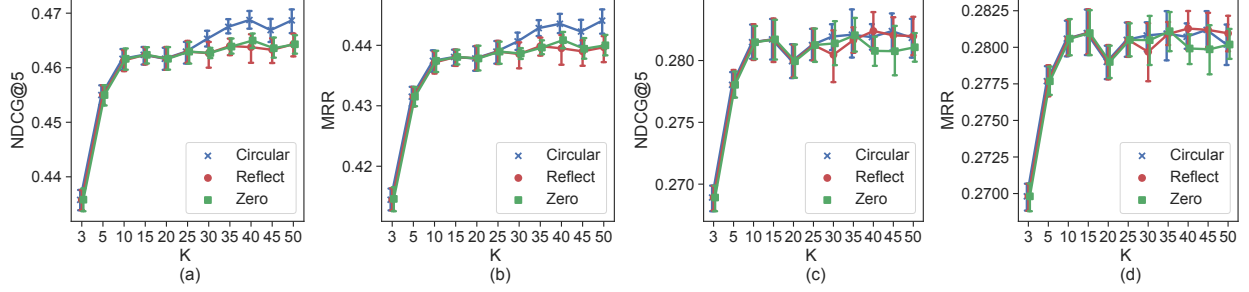 NDCG@5
0.47
0.46
0.45
0.44
Circular
Reflect
Zero
3 5 10 15 20 25 30 35 40 45 50
K
(a)
MRR
0.44
0.43
0.42
Circular
Reflect
Zero
3 5 10 15 20 25 30 35 40 45 50
K
(b)
NDCG@5
0.280
0.275
0.270
Circular
Reflect
Zero
3 5 10 15 20 25 30 35 40 45 50
K
(c)
MRR
0.2825
0.2800
0.2775
0.2750
0.2725
0.2700
Circular
Reflect
Zero
3 5 10 15 20 25 30 35 40 45 50
K
(d)